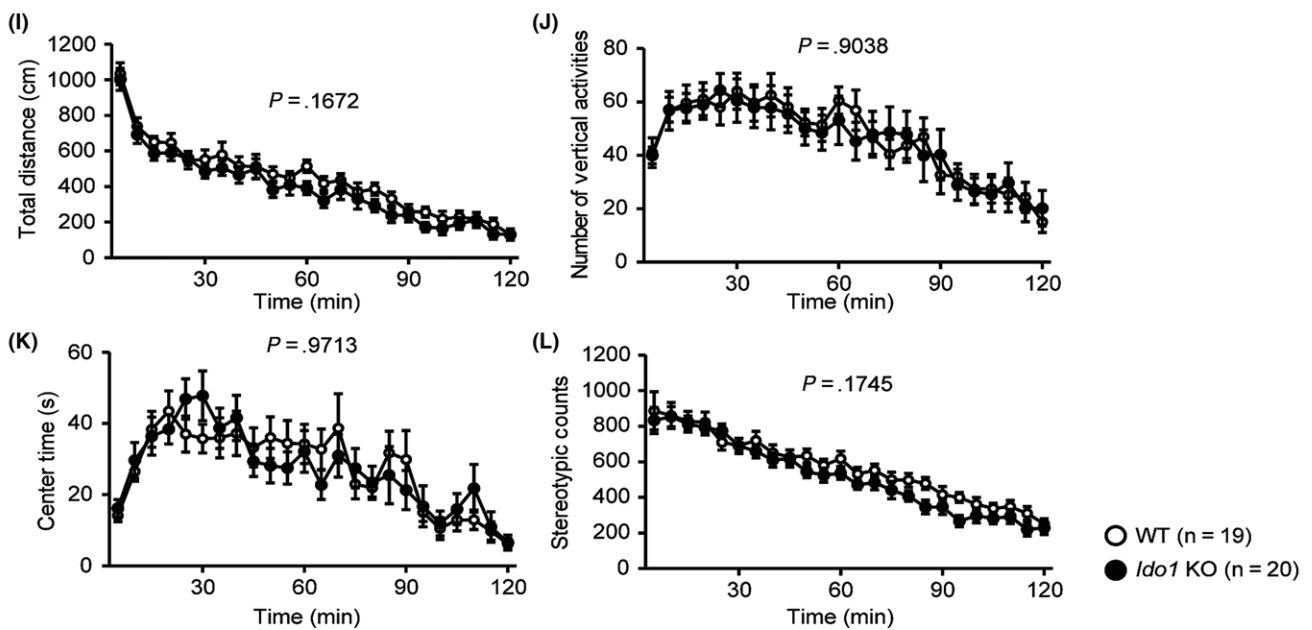 (I)
P = .1672
Total distance (cm)
1200
1000
800
600
400
200
0
30 60 90 120
Time (min)
(J)
P = .9038
Number of vertical activities
80
60
40
20
0
30 60 90 120
Time (min)
(K)
P = .9713
Center time (s)
60
40
20
0
30 60 90 120
Time (min)
(L)
P = .1745
Stereotypic counts
1200
1000
800
600
400
200
0
30 60 90 120
Time (min)
WT (n = 19)
Ido1 KO (n = 20)